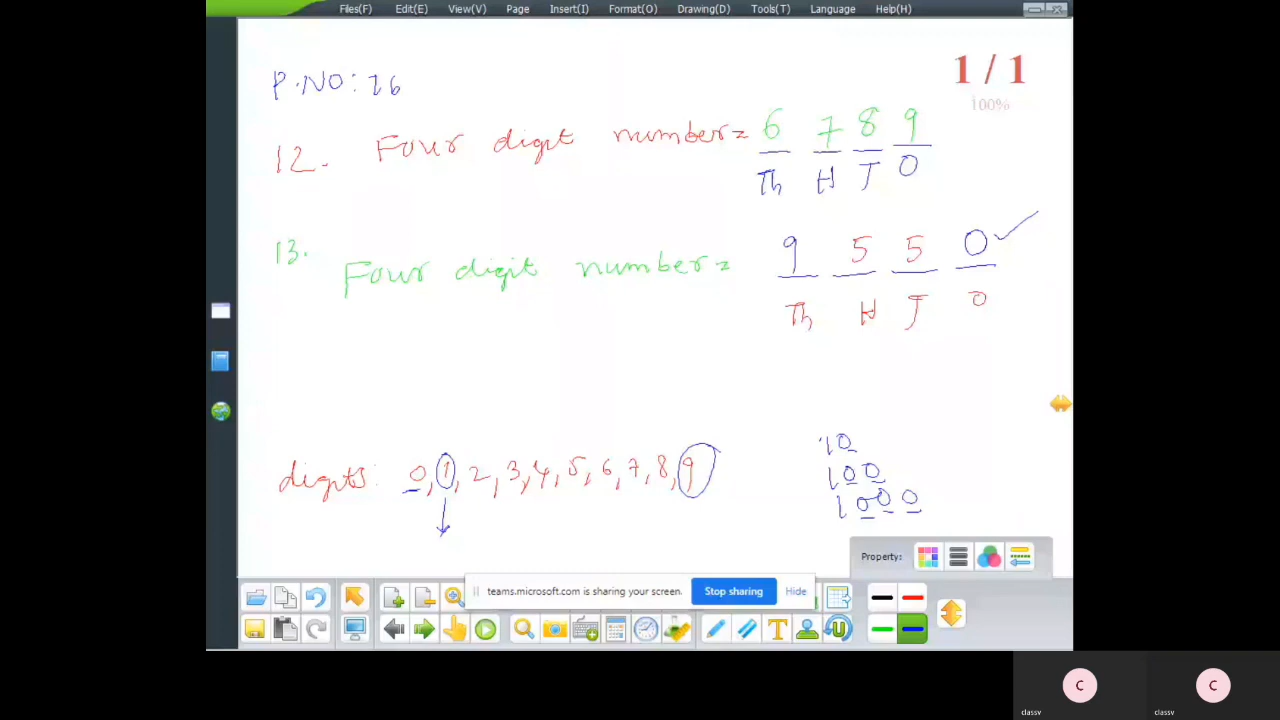 Files(F) Edit(E) View(V) Page Insert(I) Format(O) Drawing(D) Tools(T) Language Help(H)
1 / 1
100%
P.NO: 26
12. Four digit number= 6 7 8 9
Th H T O
13. Four digit number= 9 5 5 0
Th H T O
10
100
1000
digits: 0, 1, 2, 3, 4, 5, 6, 7, 8, 9
Property:
teams.microsoft.com is sharing your screen. Stop sharing Hide
C C
classv classv